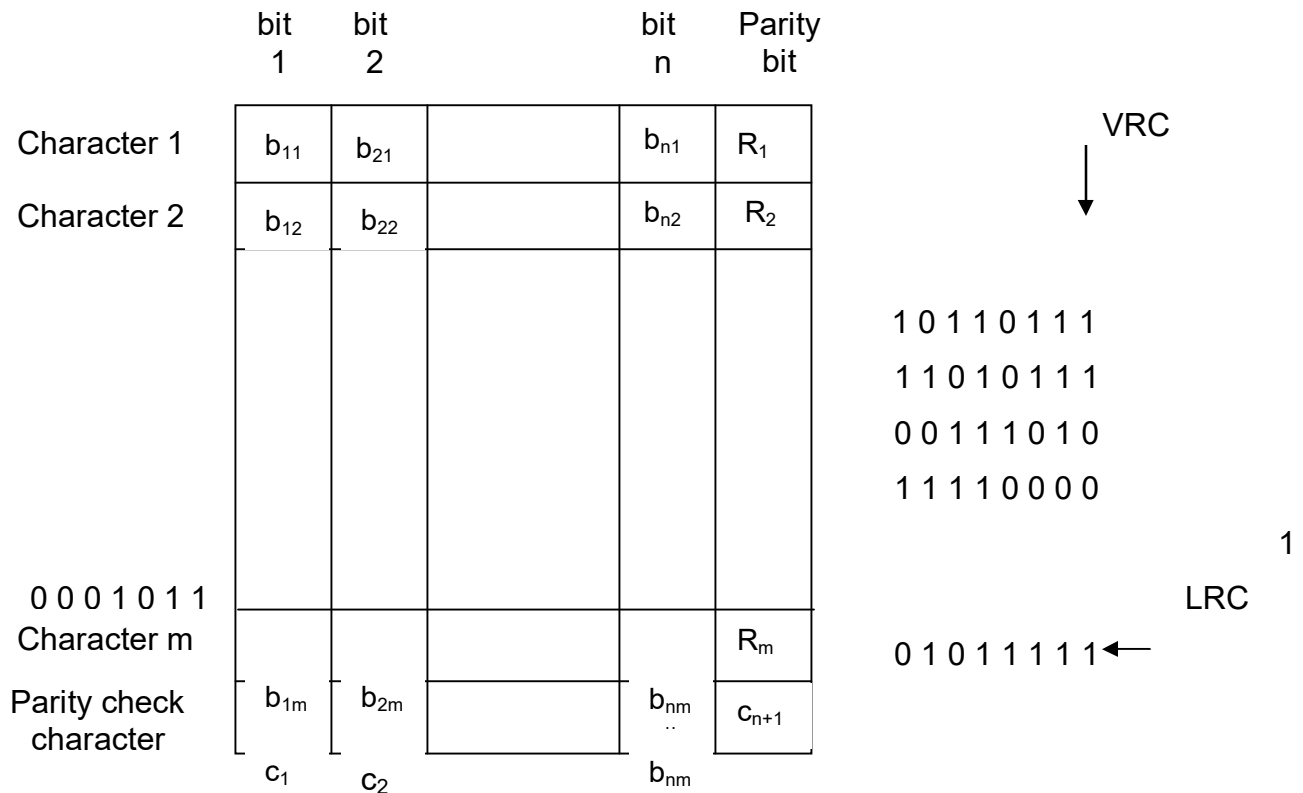 bit bit bit Parity
1 2 n bit
VRC
Character 1 b₁₁ b₂₁ bₙ₁ R₁
Character 2 b₁₂ b₂₂ bₙ₂ R₂
1 0 1 1 0 1 1 1
1 1 0 1 0 1 1 1
0 0 1 1 1 0 1 0
1 1 1 1 0 0 0 0
1
0 0 0 1 0 1 1 LRC
Character m Rₘ 0 1 0 1 1 1 1 1
Parity check b₁ₘ b₂ₘ bₙₘ cₙ₊₁
character ..
c₁ c₂ bₙₘ